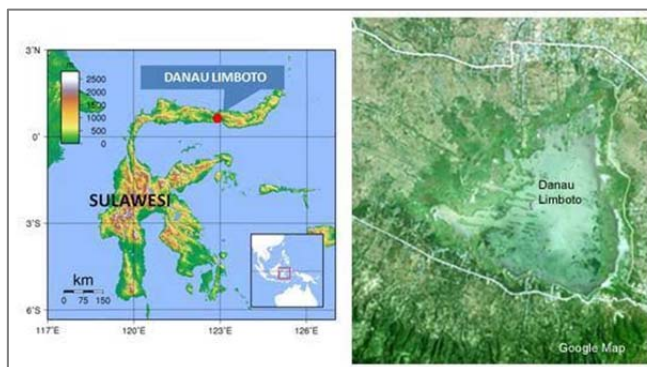 3°N
2500
2000
1500
1000
500
0
DANAU LIMBOTO
0°
SULAWESI
3°S
km
0 75 150
6°S
117°E
120°E
123°E
126°E
Danau
Limboto
Google Map